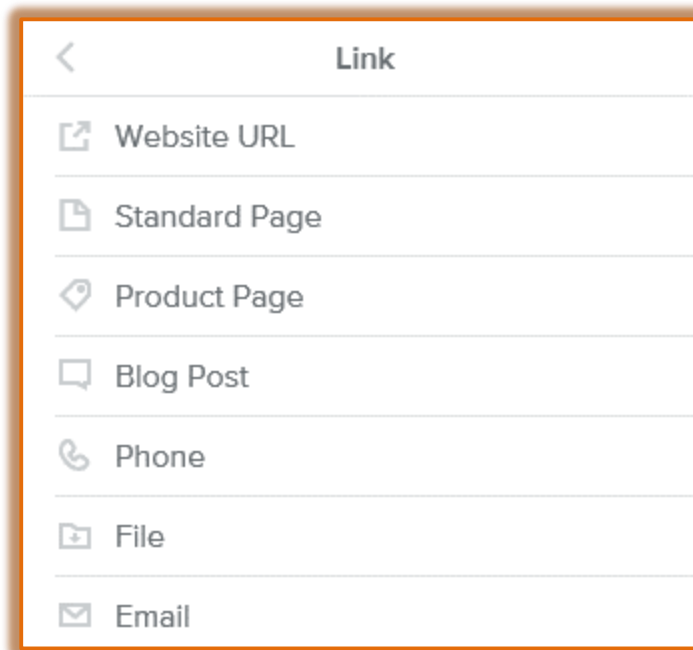 Link
Website URL
Standard Page
Product Page
Blog Post
Phone
File
Email